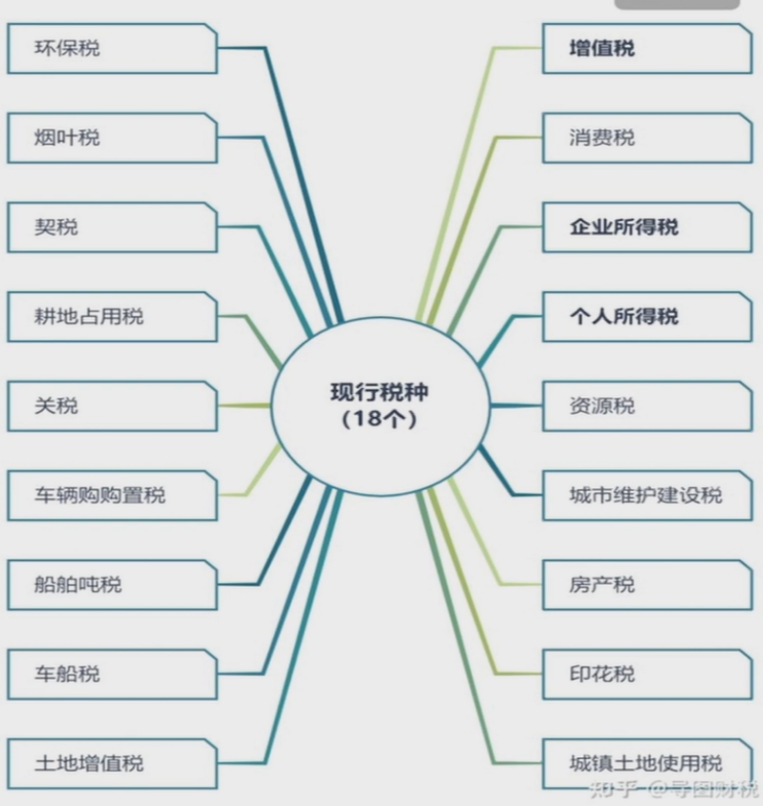 环保税
烟叶税
契税
耕地占用税
关税
车辆购购置税
船舶吨税
车船税
土地增值税
现行税种
（18个）
增值税
消费税
企业所得税
个人所得税
资源税
城市维护建设税
房产税
印花税
城镇土地使用税
知乎 @导图财税